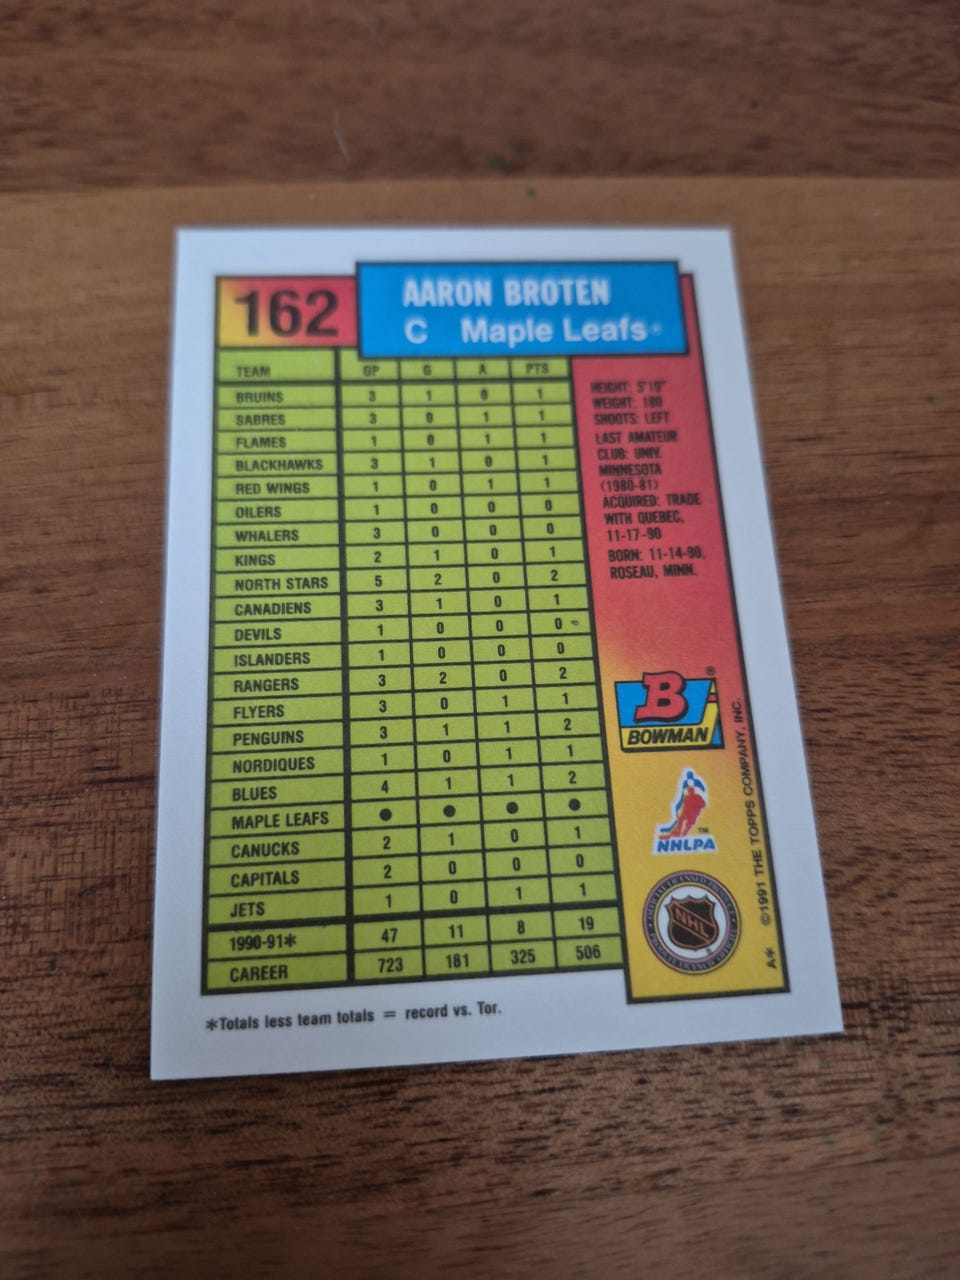 162
AARON BROTEN
C Maple Leafs®
TEAM GP G A PTS
BRUINS 3 1 0 1
SABRES 3 0 1 1
FLAMES 1 0 1 1
BLACKHAWKS 3 1 0 1
RED WINGS 1 0 1 1
OILERS 1 0 0 0
WHALERS 3 0 0 0
KINGS 2 1 0 1
NORTH STARS 5 2 0 2
CANADIENS 3 1 0 1
DEVILS 1 0 0 0
ISLANDERS 1 0 0 0
RANGERS 3 2 0 2
FLYERS 3 0 1 1
PENGUINS 3 1 1 2
NORDIQUES 1 0 1 1
BLUES 4 1 1 2
MAPLE LEAFS ● ● ● ●
CANUCKS 2 1 0 1
CAPITALS 2 0 0 0
JETS 1 0 1 1
1990-91* 47 11 8 19
CAREER 723 181 325 506
*Totals less team totals = record vs. Tor.
HEIGHT: 5'10"
WEIGHT: 180
SHOOTS: LEFT
LAST AMATEUR
CLUB: UNIV.
MINNESOTA
(1980-81)
ACQUIRED: TRADE
WITH QUEBEC,
11-17-90
BORN: 11-14-90,
ROSEAU, MINN.
B®
BOWMAN
NHLPA™
NHL
A* ©1991 THE TOPPS COMPANY, INC.